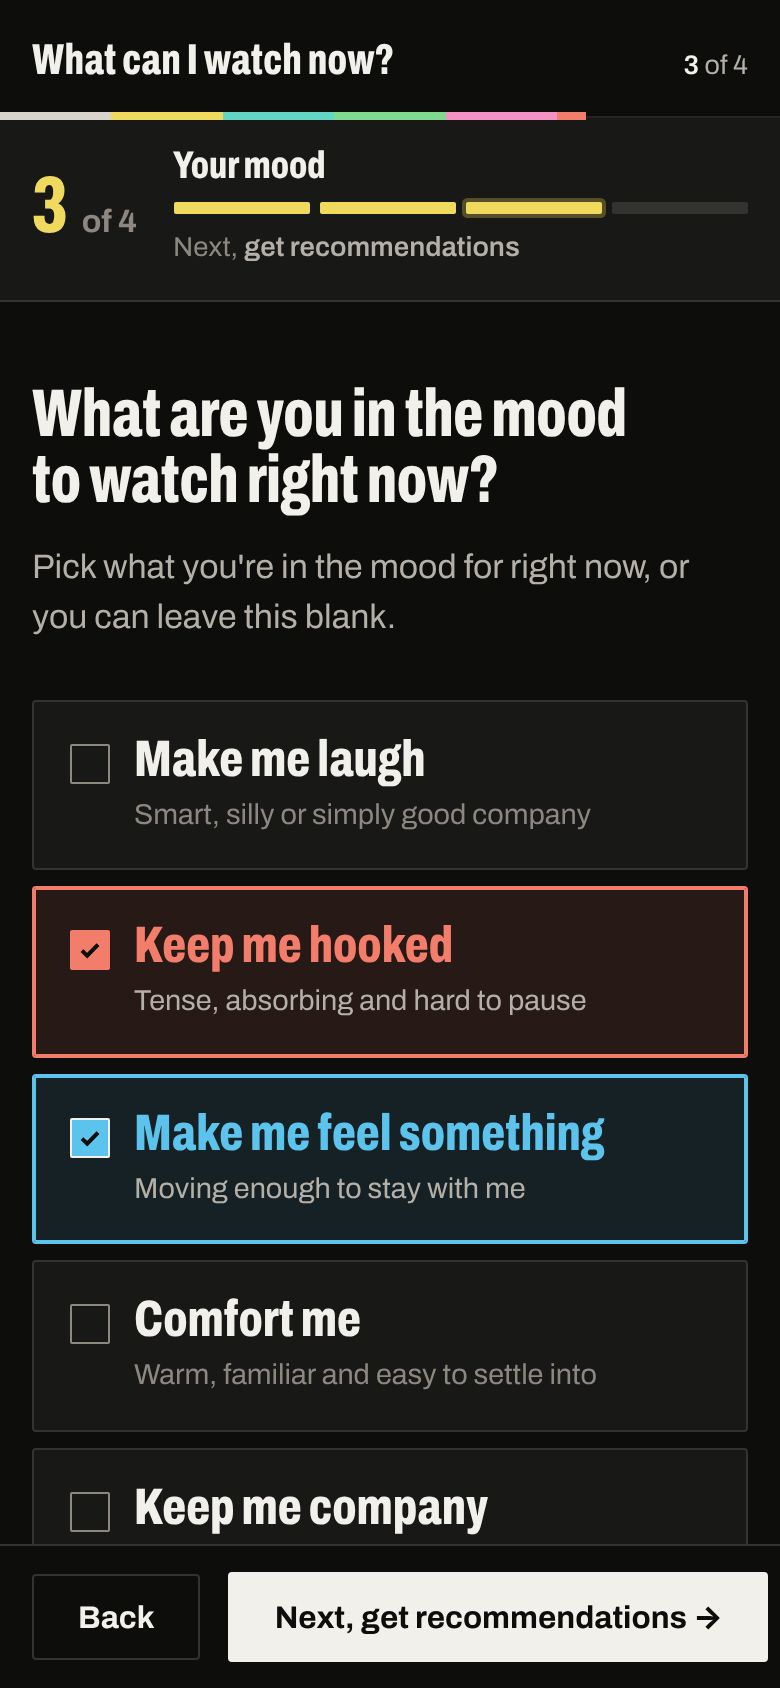 What can I watch now?
3 of 4
3 of 4
Your mood
Next, get recommendations
What are you in the mood
to watch right now?
Pick what you're in the mood for right now, or
you can leave this blank.
Make me laugh
Smart, silly or simply good company
Keep me hooked
Tense, absorbing and hard to pause
Make me feel something
Moving enough to stay with me
Comfort me
Warm, familiar and easy to settle into
Keep me company
Back
Next, get recommendations →